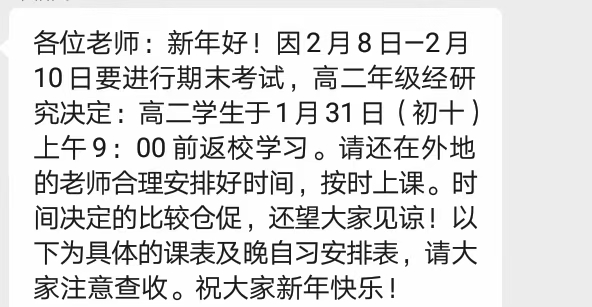 各位老师：新年好！因2月8日—2月
10日要进行期末考试，高二年级经研
究决定：高二学生于1月31日（初十）
上午9：00前返校学习。请还在外地
的老师合理安排好时间，按时上课。时
间决定的比较仓促，还望大家见谅！以
下为具体的课表及晚自习安排表，请大
家注意查收。祝大家新年快乐！